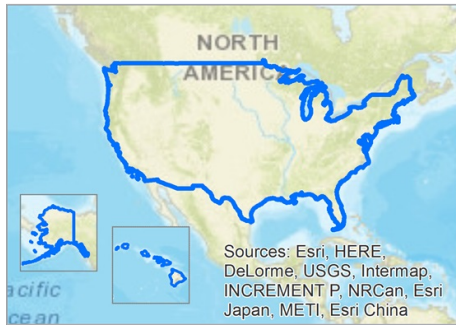 NORTH
AMERICA
Sources: Esri, HERE,
DeLorme, USGS, Intermap,
INCREMENT P, NRCan, Esri
Japan, METI, Esri China
acific
cean